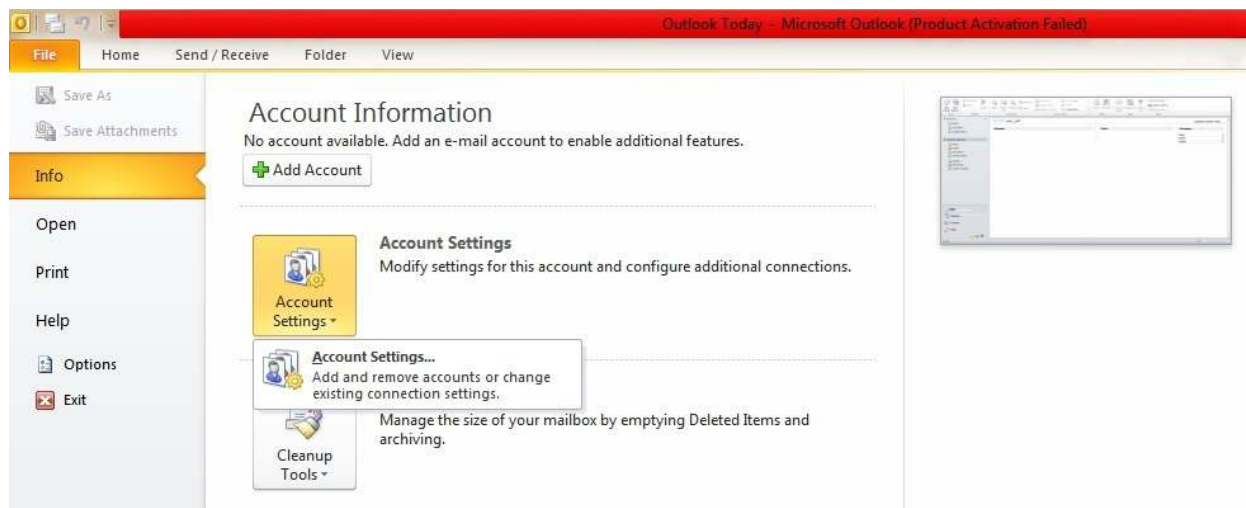 Outlook Today - Microsoft Outlook (Product Activation Failed)
File Home Send / Receive Folder View
Save As
Save Attachments
Info
Open
Print
Help
Options
Exit
Account Information
No account available. Add an e-mail account to enable additional features.
Add Account
Account
Settings
Account Settings
Modify settings for this account and configure additional connections.
Account Settings...
Add and remove accounts or change
existing connection settings.
Cleanup
Tools
Manage the size of your mailbox by emptying Deleted Items and
archiving.